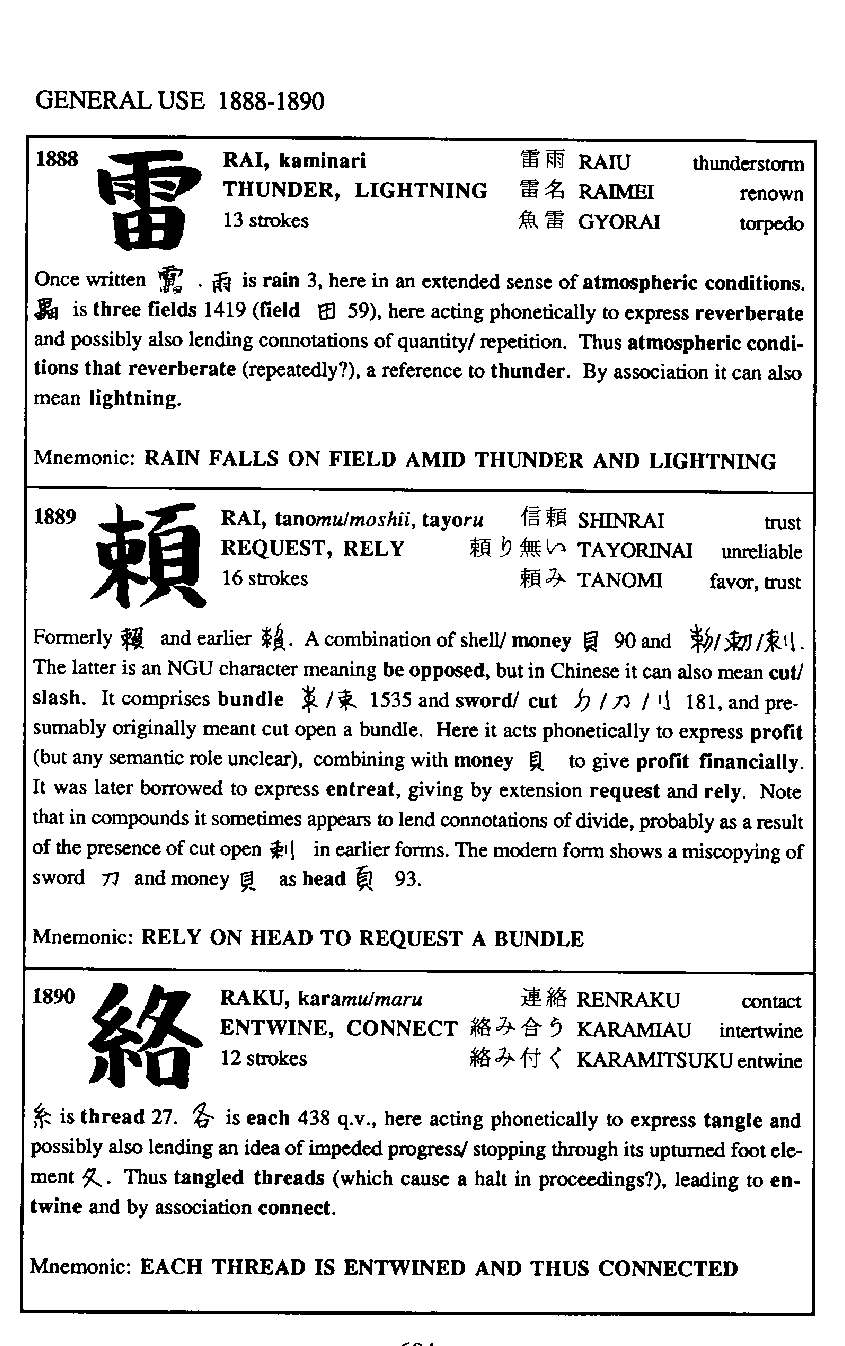 GENERAL USE 1888-1890
1888 雷 RAI, kaminari 雷雨 RAIU thunderstorm
THUNDER, LIGHTNING 雷名 RAIMEI renown
13 strokes 魚雷 GYORAI torpedo
Once written . 雨 is rain 3, here in an extended sense of atmospheric conditions.
畾 is three fields 1419 (field 田 59), here acting phonetically to express reverberate
and possibly also lending connotations of quantity/ repetition. Thus atmospheric condi-
tions that reverberate (repeatedly?), a reference to thunder. By association it can also
mean lightning.
Mnemonic: RAIN FALLS ON FIELD AMID THUNDER AND LIGHTNING
1889 頼 RAI, tanomu/moshii, tayoru 信頼 SHINRAI trust
REQUEST, RELY 頼り無い TAYORINAI unreliable
16 strokes 頼み TANOMI favor, trust
Formerly 賴 and earlier . A combination of shell/ money 貝 90 and / /剌.
The latter is an NGU character meaning be opposed, but in Chinese it can also mean cut/
slash. It comprises bundle /束 1535 and sword/ cut / 刀 / 刂 181, and pre-
sumably originally meant cut open a bundle. Here it acts phonetically to express profit
(but any semantic role unclear), combining with money 貝 to give profit financially.
It was later borrowed to express entreat, giving by extension request and rely. Note
that in compounds it sometimes appears to lend connotations of divide, probably as a result
of the presence of cut open 剌 in earlier forms. The modern form shows a miscopying of
sword 刀 and money 貝 as head 頁 93.
Mnemonic: RELY ON HEAD TO REQUEST A BUNDLE
1890 絡 RAKU, karamu/maru 連絡 RENRAKU contact
ENTWINE, CONNECT 絡み合う KARAMIAU intertwine
12 strokes 絡み付く KARAMITSUKU entwine
糸 is thread 27. 各 is each 438 q.v., here acting phonetically to express tangle and
possibly also lending an idea of impeded progress/ stopping through its upturned foot ele-
ment 夂. Thus tangled threads (which cause a halt in proceedings?), leading to en-
twine and by association connect.
Mnemonic: EACH THREAD IS ENTWINED AND THUS CONNECTED